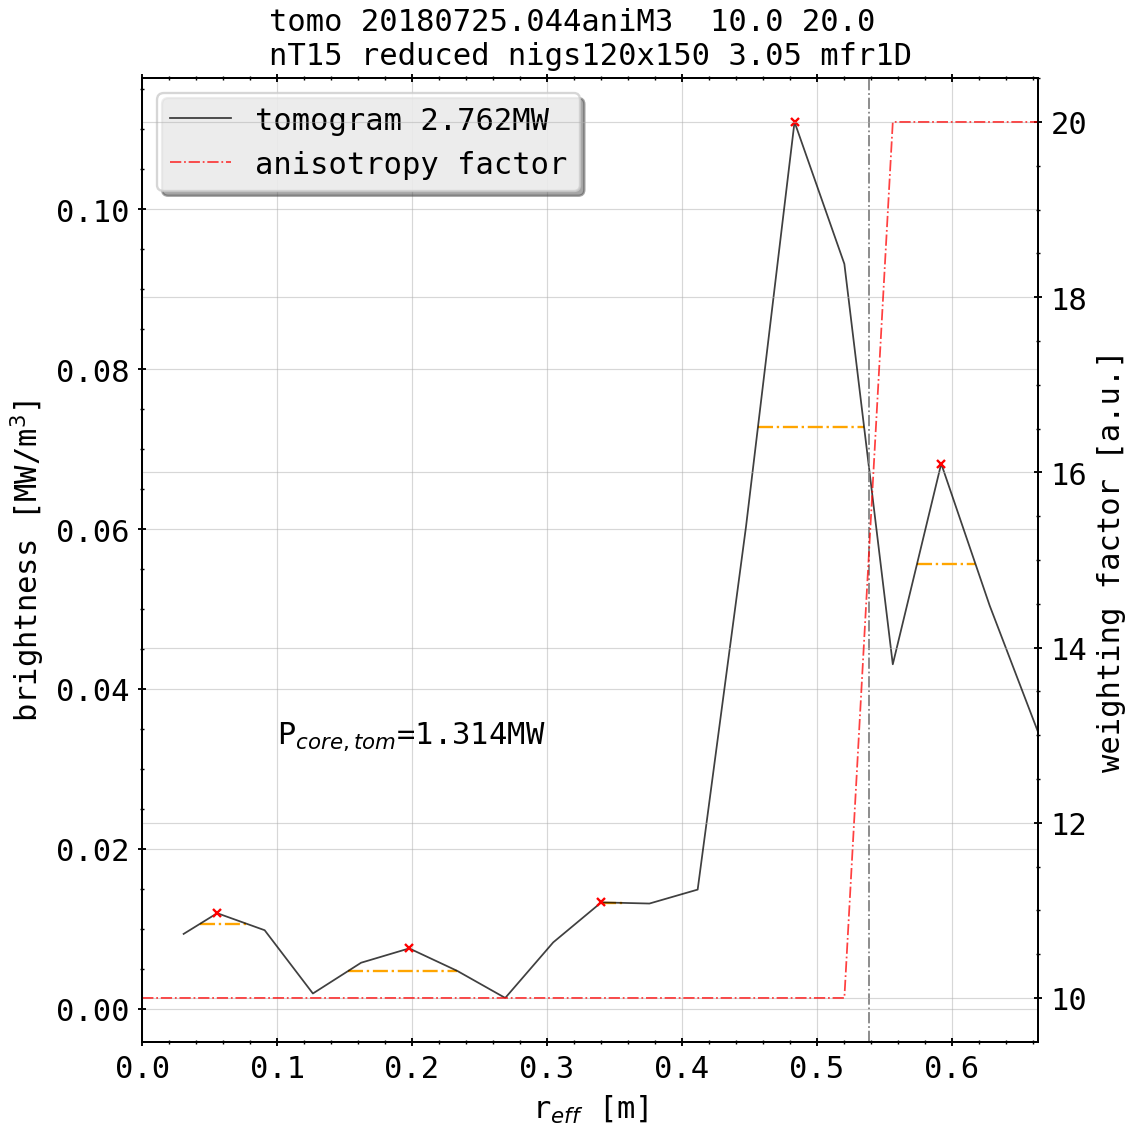 tomo 20180725.044aniM3  10.0 20.0
nT15 reduced nigs120x150 3.05 mfr1D
tomogram 2.762MW
anisotropy factor
brightness [MW/m³]
0.10
0.08
0.06
0.04
0.02
0.00
P_core,tom=1.314MW
20
18
16
14
12
10
weighting factor [a.u.]
0.0 0.1 0.2 0.3 0.4 0.5 0.6
r_eff [m]